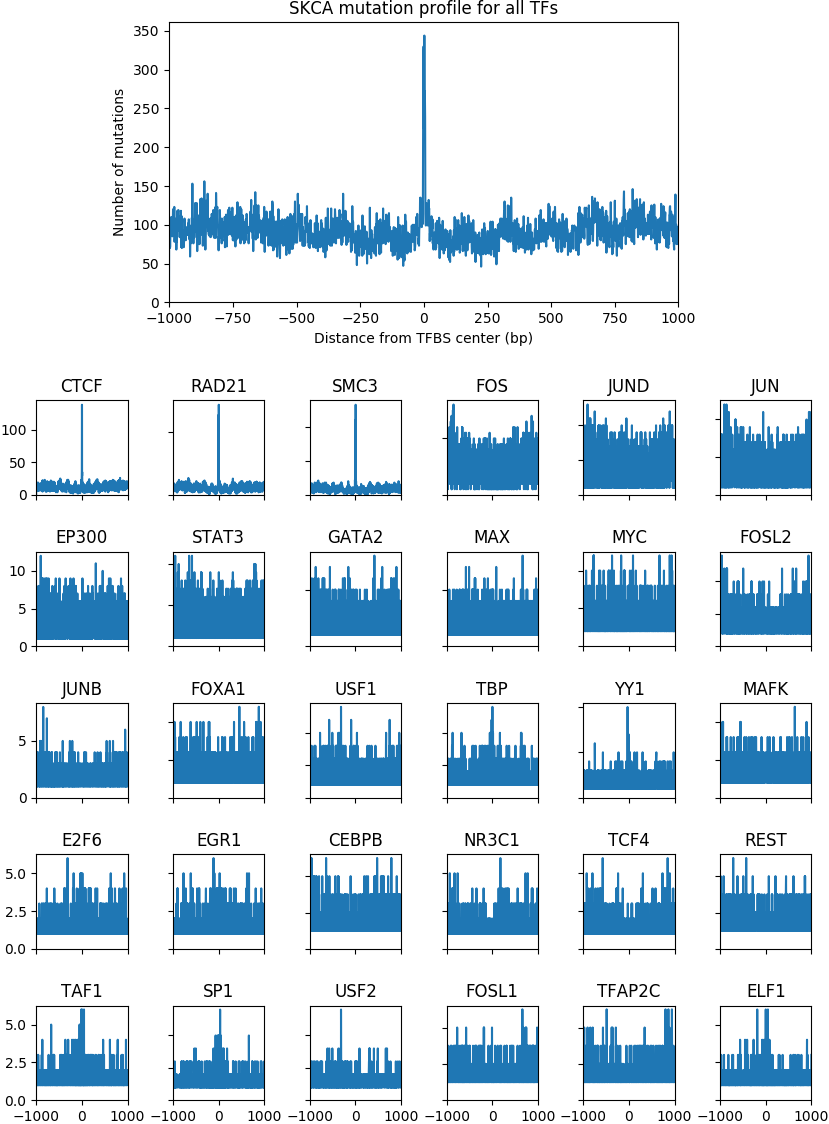 SKCA mutation profile for all TFs
350
300
250
200
150
100
50
0
Number of mutations
−1000 −750 −500 −250 0 250 500 750 1000
Distance from TFBS center (bp)
CTCF RAD21 SMC3 FOS JUND JUN
100
50
0
EP300 STAT3 GATA2 MAX MYC FOSL2
10
5
0
JUNB FOXA1 USF1 TBP YY1 MAFK
5
0
E2F6 EGR1 CEBPB NR3C1 TCF4 REST
5.0
2.5
0.0
TAF1 SP1 USF2 FOSL1 TFAP2C ELF1
5.0
2.5
0.0
−1000 0 1000 −1000 0 1000 −1000 0 1000 −1000 0 1000 −1000 0 1000 −1000 0 1000